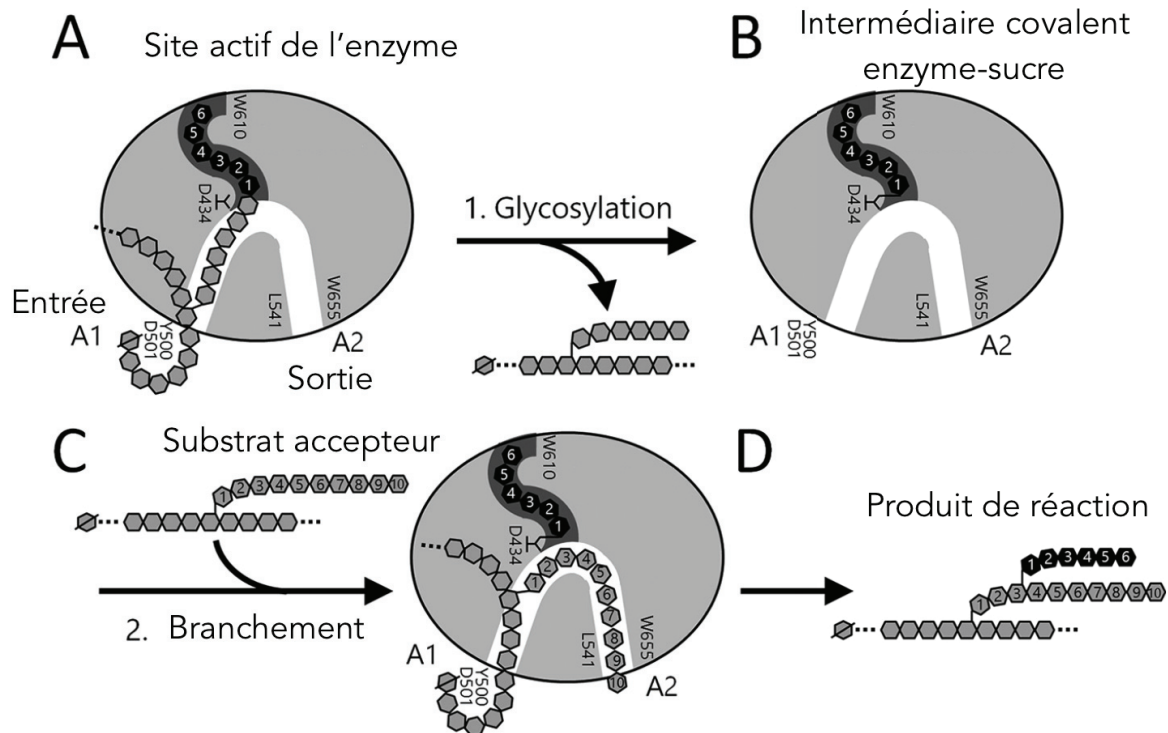 A
Site actif de l'enzyme
6
5
4
3
2
1
W610
D434
Entrée
A1
Y500
D501
L541
W655
A2
Sortie
1. Glycosylation
B
Intermédiaire covalent
enzyme-sucre
6
5
4
3
2
1
W610
D434
A1
Y500
D501
L541
W655
A2
C
Substrat accepteur
1 2 3 4 5 6 7 8 9 10
2. Branchement
6
5
4
3
2
1
W610
D434
1 2 3 4 5 6 7 8 9 10
A1
Y500
D501
L541
W655
A2
D
Produit de réaction
1 2 3 4 5 6
1 2 3 4 5 6 7 8 9 10